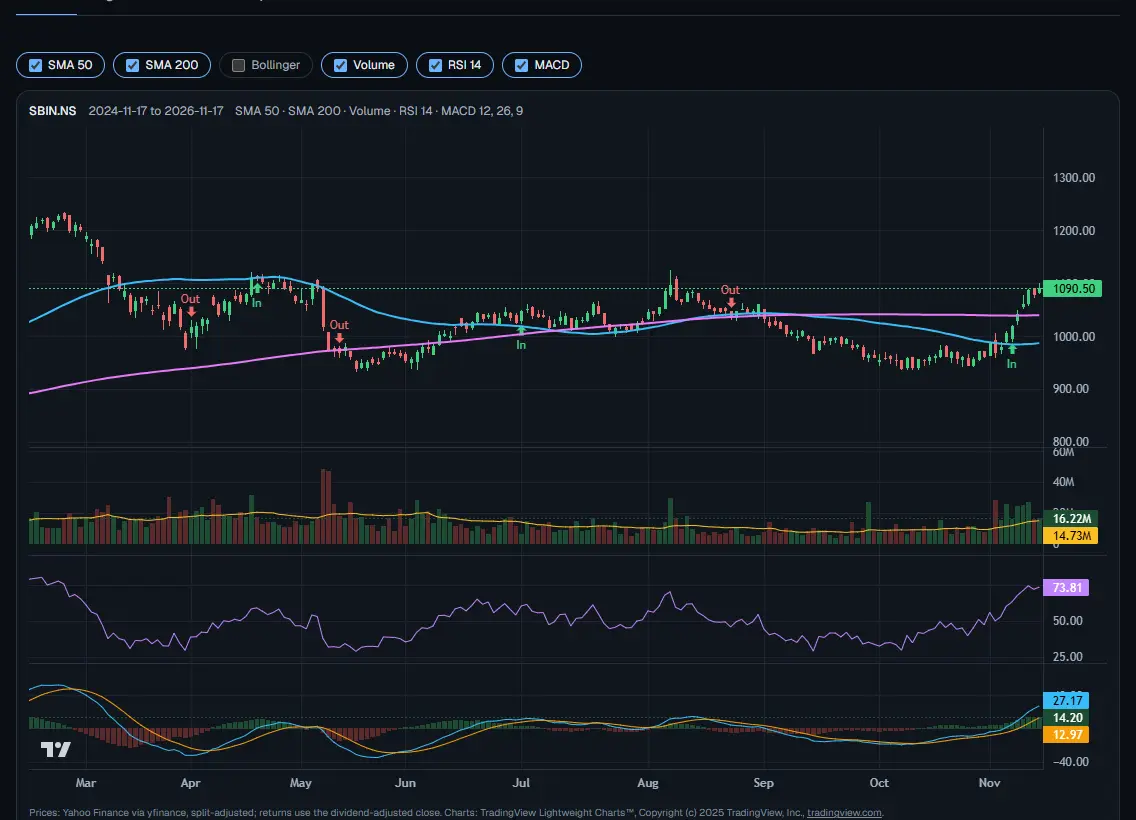 SMA 50 SMA 200 Bollinger Volume RSI 14 MACD
SBIN.NS 2024-11-17 to 2026-11-17 SMA 50 · SMA 200 · Volume · RSI 14 · MACD 12, 26, 9
1300.00
1200.00
1090.50
Out
In
Out
In
Out
In
1000.00
900.00
800.00
60M
40M
16.22M
14.73M
0
73.81
50.00
25.00
27.17
14.20
12.97
−40.00
Mar Apr May Jun Jul Aug Sep Oct Nov
Prices: Yahoo Finance via yfinance, split-adjusted; returns use the dividend-adjusted close. Charts: TradingView Lightweight Charts™, Copyright (c) 2025 TradingView, Inc., tradingview.com.